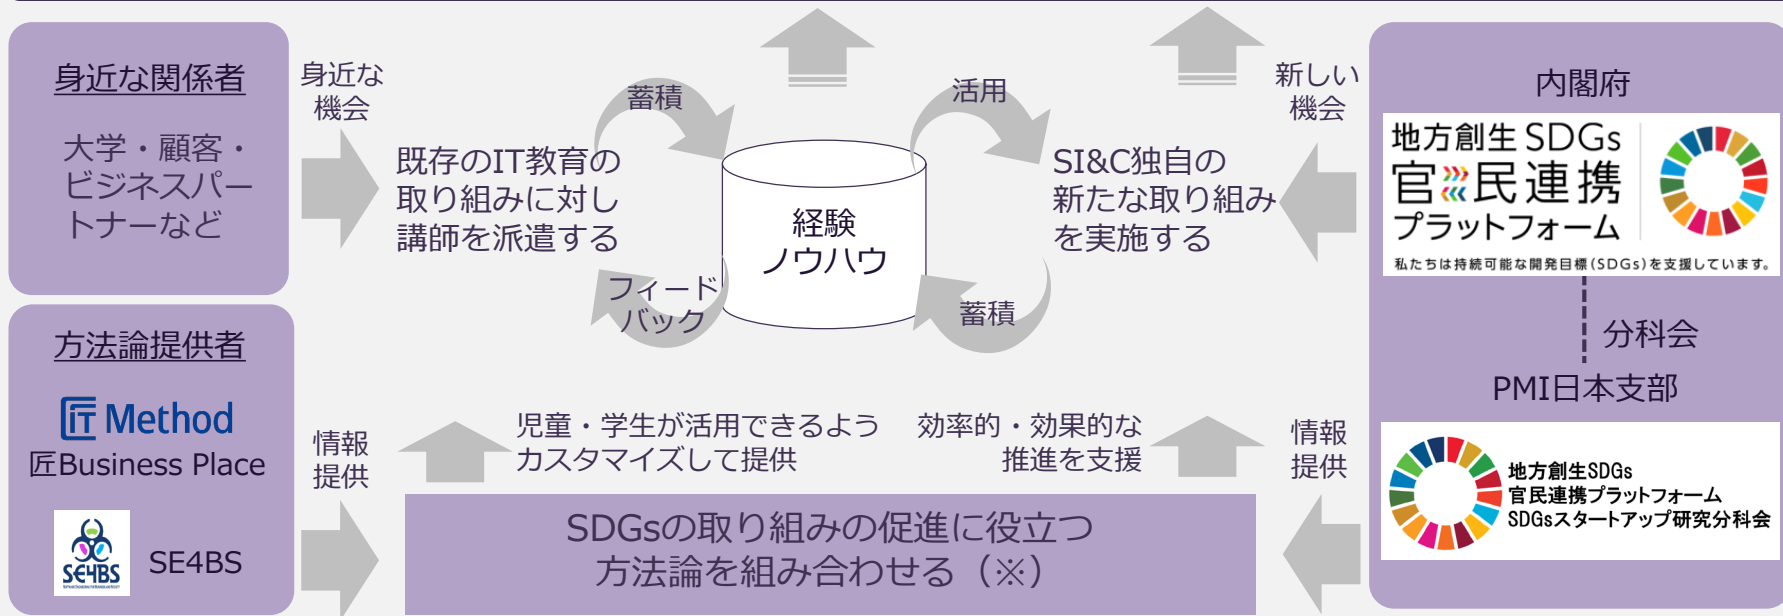 身近な関係者
大学・顧客・
ビジネスパー
トナーなど
身近な
機会
蓄積
既存のIT教育の
取り組みに対し
講師を派遣する
フィード
バック
経験
ノウハウ
活用
SI&C独自の
新たな取り組み
を実施する
蓄積
新しい
機会
内閣府
地方創生SDGs
官民連携
プラットフォーム
私たちは持続可能な開発目標(SDGs)を支援しています。
分科会
PMI日本支部
地方創生SDGs
官民連携プラットフォーム
SDGsスタートアップ研究分科会
方法論提供者
匠Method
匠Business Place
SE4BS
SE4BS
情報
提供
児童・学生が活用できるよう
カスタマイズして提供
効率的・効果的な
推進を支援
情報
提供
SDGsの取り組みの促進に役立つ
方法論を組み合わせる（※）